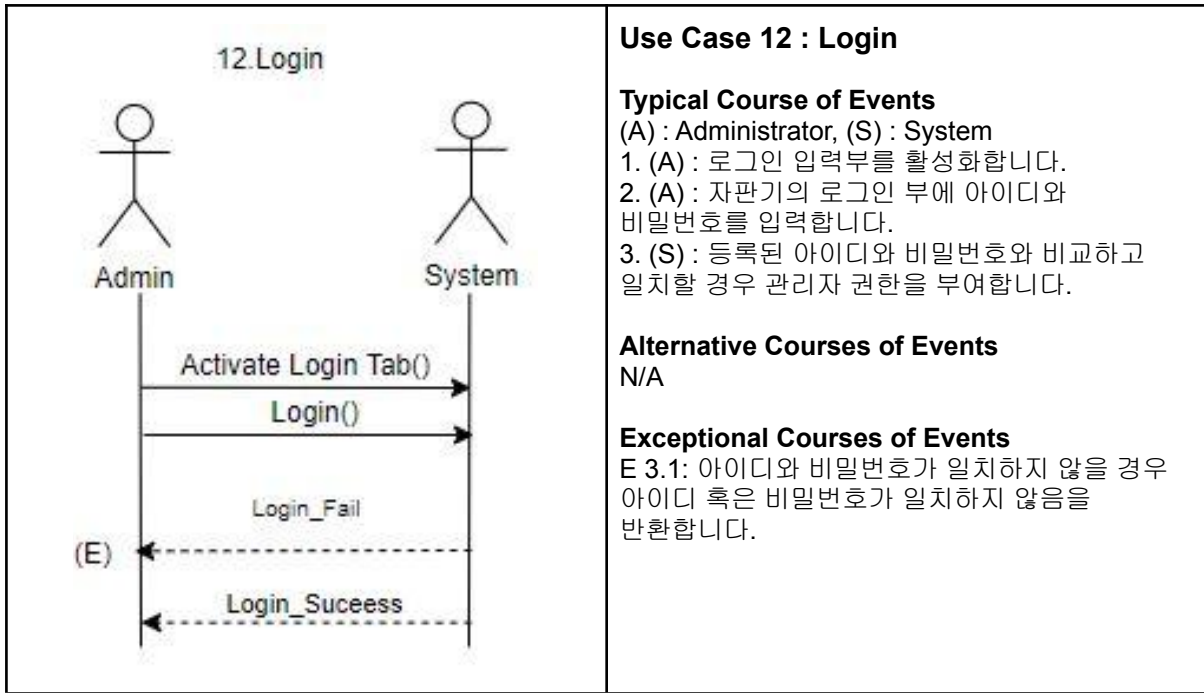 12.Login
Admin
System
Activate Login Tab()
Login()
Login_Fail
(E)
Login_Suceess
Use Case 12 : Login
Typical Course of Events
(A) : Administrator, (S) : System
1. (A) : 로그인 입력부를 활성화합니다.
2. (A) : 자판기의 로그인 부에 아이디와
비밀번호를 입력합니다.
3. (S) : 등록된 아이디와 비밀번호와 비교하고
일치할 경우 관리자 권한을 부여합니다.
Alternative Courses of Events
N/A
Exceptional Courses of Events
E 3.1: 아이디와 비밀번호가 일치하지 않을 경우
아이디 혹은 비밀번호가 일치하지 않음을
반환합니다.